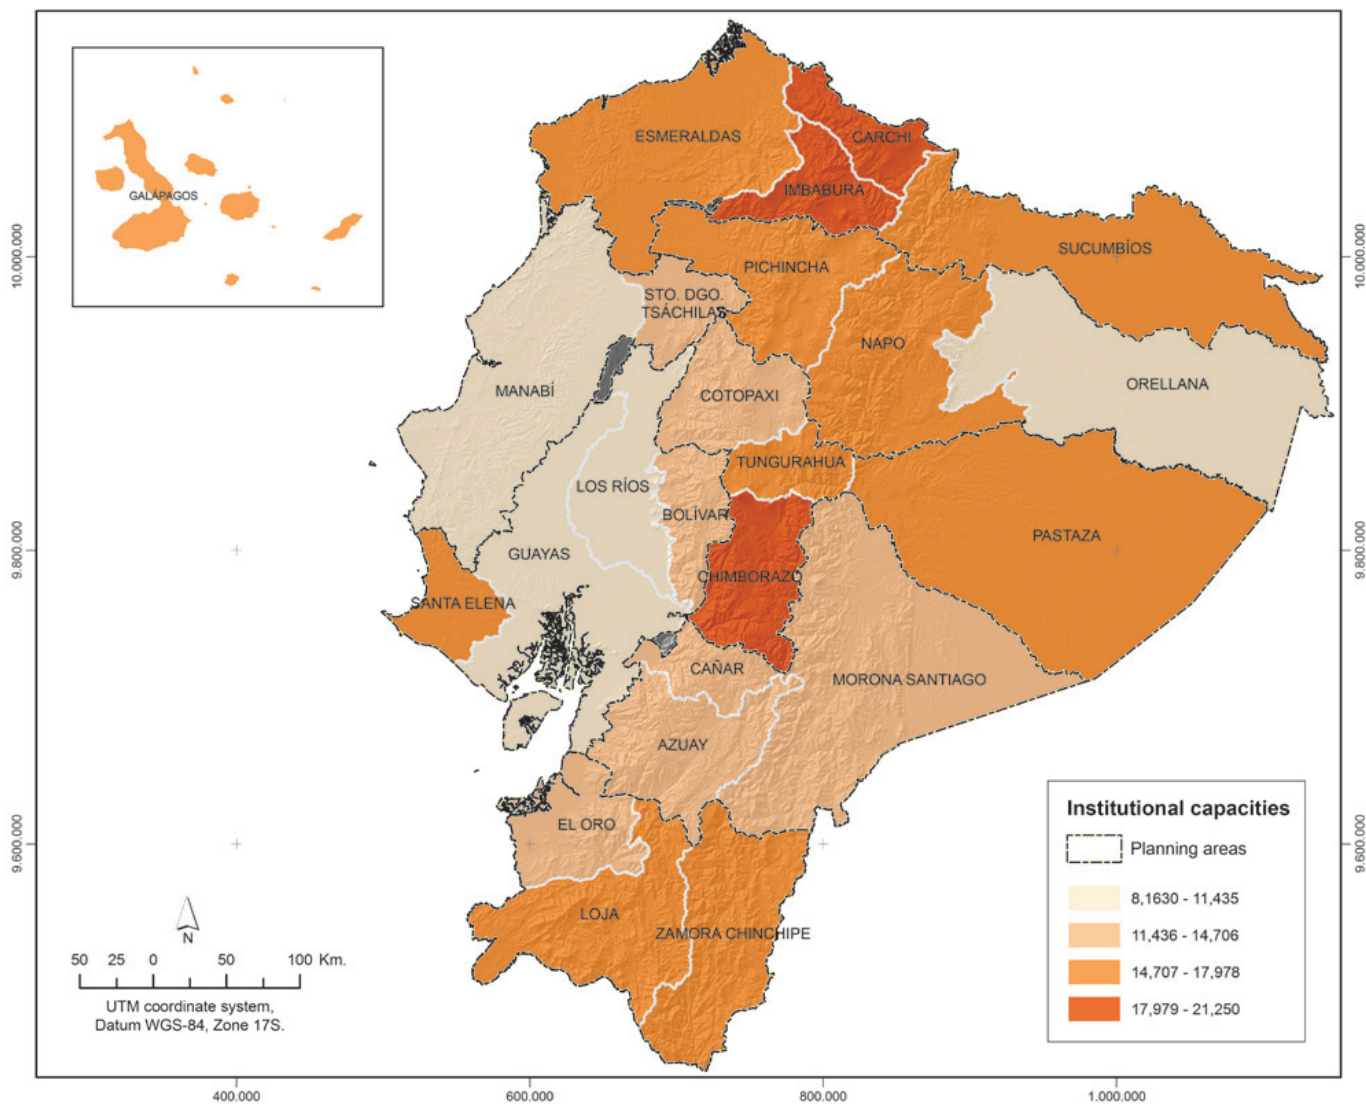 GALÁPAGOS
ESMERALDAS
CARCHI
IMBABURA
SUCUMBÍOS
PICHINCHA
STO. DGO.
TSÁCHILAS
NAPO
ORELLANA
MANABÍ
COTOPAXI
TUNGURAHUA
LOS RÍOS
BOLÍVAR
PASTAZA
GUAYAS
CHIMBORAZO
SANTA ELENA
CAÑAR
MORONA SANTIAGO
AZUAY
EL ORO
LOJA
ZAMORA CHINCHIPE
10.000.000
9.800.000
9.600.000
10.000.000
9.800.000
9.600.000
400.000
600.000
800.000
1.000.000
N
50 25 0 50 100 Km.
UTM coordinate system,
Datum WGS-84, Zone 17S.
Institutional capacities
Planning areas
8,1630 - 11,435
11,436 - 14,706
14,707 - 17,978
17,979 - 21,250